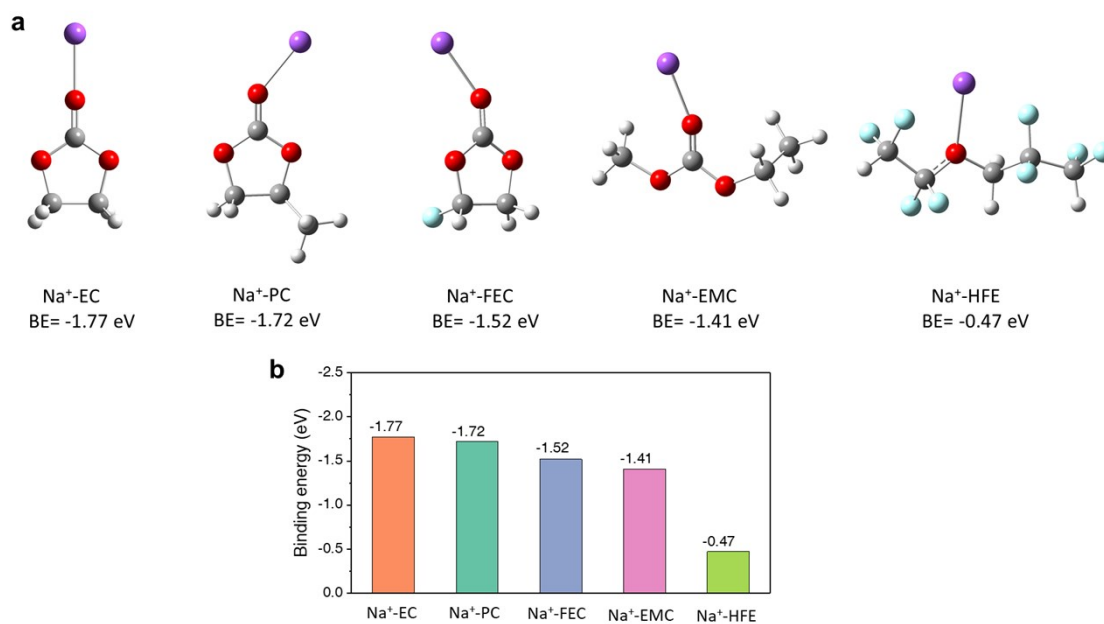 a
Na⁺-EC
BE= -1.77 eV
Na⁺-PC
BE= -1.72 eV
Na⁺-FEC
BE= -1.52 eV
Na⁺-EMC
BE= -1.41 eV
Na⁺-HFE
BE= -0.47 eV
b
Binding energy (eV)
-2.5
-2.0
-1.5
-1.0
-0.5
0.0
-1.77
-1.72
-1.52
-1.41
-0.47
Na⁺-EC
Na⁺-PC
Na⁺-FEC
Na⁺-EMC
Na⁺-HFE